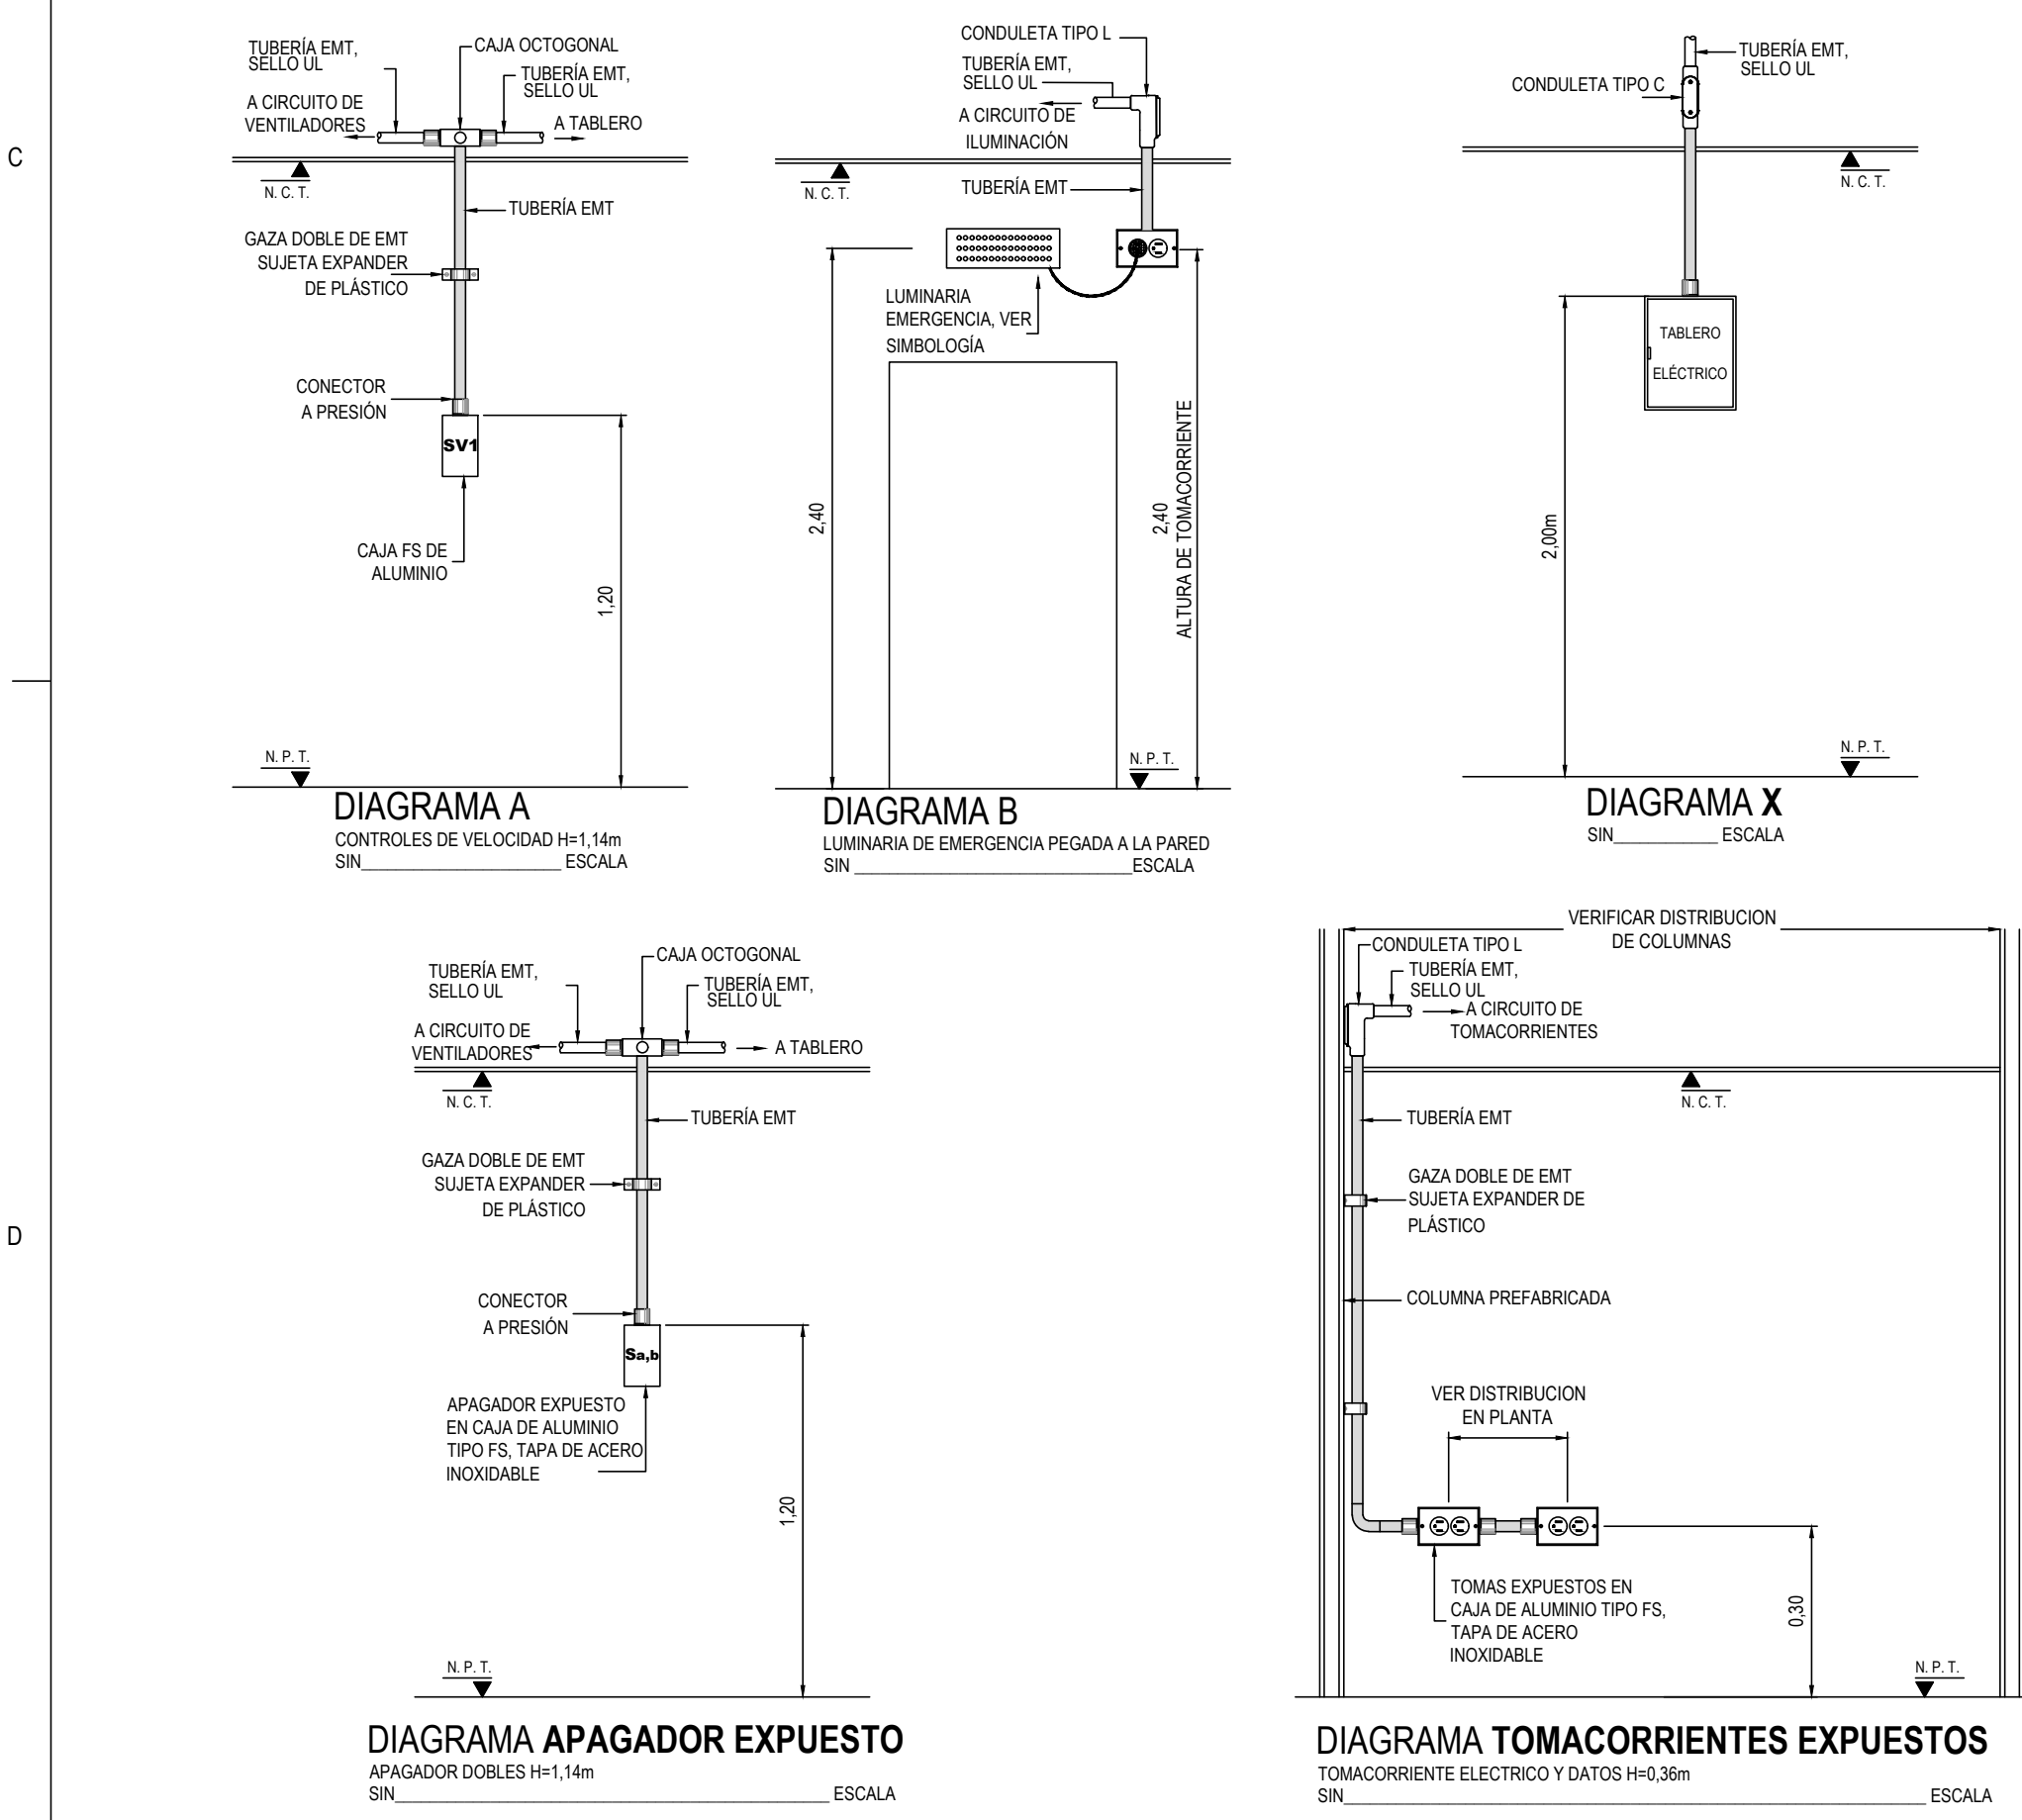 C
D
TUBERÍA EMT,
SELLO UL
CAJA OCTOGONAL
TUBERÍA EMT,
SELLO UL
A CIRCUITO DE
VENTILADORES
A TABLERO
N. C. T.
TUBERÍA EMT
GAZA DOBLE DE EMT
SUJETA EXPANDER
DE PLÁSTICO
CONECTOR
A PRESIÓN
SV1
CAJA FS DE
ALUMINIO
1,20
N. P. T.
DIAGRAMA A
CONTROLES DE VELOCIDAD H=1,14m
SIN ESCALA
CONDULETA TIPO L
TUBERÍA EMT,
SELLO UL
A CIRCUITO DE
ILUMINACIÓN
N. C. T.
TUBERÍA EMT
LUMINARIA
EMERGENCIA, VER
SIMBOLOGÍA
2,40
2,40
ALTURA DE TOMACORRIENTE
N. P. T.
DIAGRAMA B
LUMINARIA DE EMERGENCIA PEGADA A LA PARED
SIN ESCALA
TUBERÍA EMT,
SELLO UL
CONDULETA TIPO C
N. C. T.
TABLERO
ELÉCTRICO
2,00m
N. P. T.
DIAGRAMA X
SIN ESCALA
CAJA OCTOGONAL
TUBERÍA EMT,
SELLO UL
TUBERÍA EMT,
SELLO UL
A CIRCUITO DE
VENTILADORES
A TABLERO
N. C. T.
TUBERÍA EMT
GAZA DOBLE DE EMT
SUJETA EXPANDER
DE PLÁSTICO
CONECTOR
A PRESIÓN
Sa,b
APAGADOR EXPUESTO
EN CAJA DE ALUMINIO
TIPO FS, TAPA DE ACERO
INOXIDABLE
1,20
N. P. T.
DIAGRAMA APAGADOR EXPUESTO
APAGADOR DOBLES H=1,14m
SIN ESCALA
VERIFICAR DISTRIBUCION
DE COLUMNAS
CONDULETA TIPO L
TUBERÍA EMT,
SELLO UL
A CIRCUITO DE
TOMACORRIENTES
N. C. T.
TUBERÍA EMT
GAZA DOBLE DE EMT
SUJETA EXPANDER DE
PLÁSTICO
COLUMNA PREFABRICADA
VER DISTRIBUCION
EN PLANTA
TOMAS EXPUESTOS EN
CAJA DE ALUMINIO TIPO FS,
TAPA DE ACERO
INOXIDABLE
0,30
N. P. T.
DIAGRAMA TOMACORRIENTES EXPUESTOS
TOMACORRIENTE ELECTRICO Y DATOS H=0,36m
SIN ESCALA